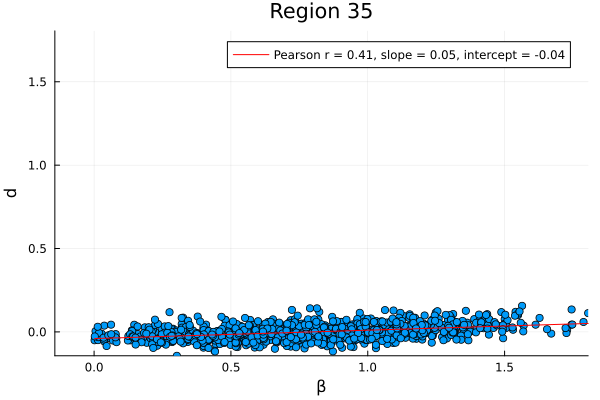 Region 35
Pearson r = 0.41, slope = 0.05, intercept = -0.04
1.5
1.0
d
0.5
0.0
0.0 0.5 1.0 1.5
β